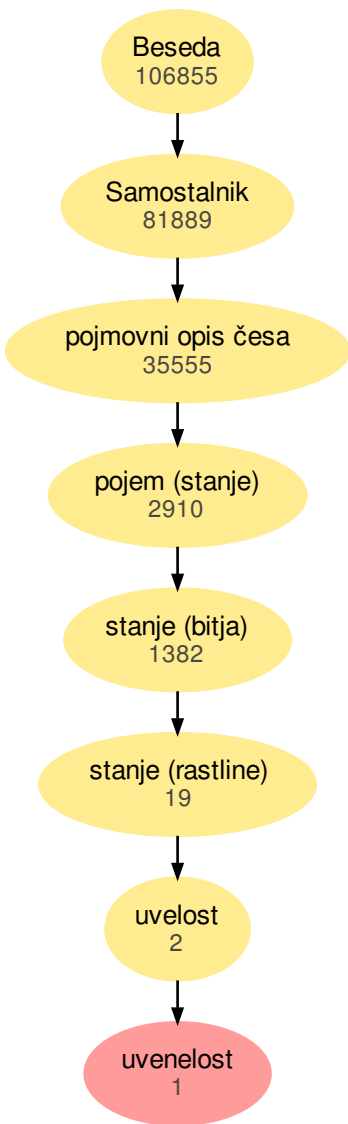 Beseda
106855
Samostalnik
81889
pojmovni opis česa
35555
pojem (stanje)
2910
stanje (bitja)
1382
stanje (rastline)
19
uvelost
2
uvenelost
1